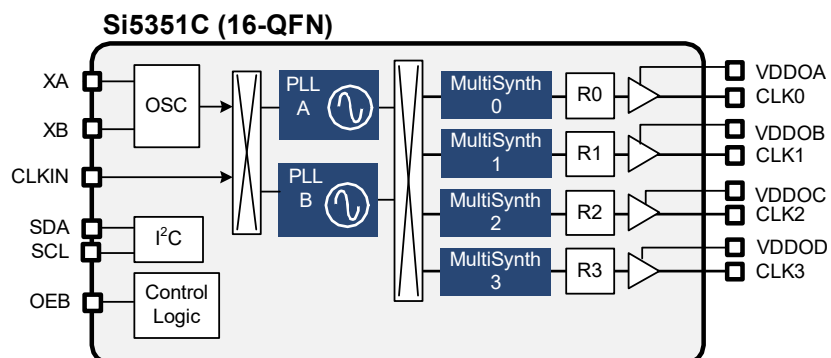 Si5351C (16-QFN)
XA
XB
CLKIN
SDA
SCL
OEB
OSC
I²C
Control
Logic
PLL
A
PLL
B
MultiSynth
0
MultiSynth
1
MultiSynth
2
MultiSynth
3
R0
R1
R2
R3
VDDOA
CLK0
VDDOB
CLK1
VDDOC
CLK2
VDDOD
CLK3